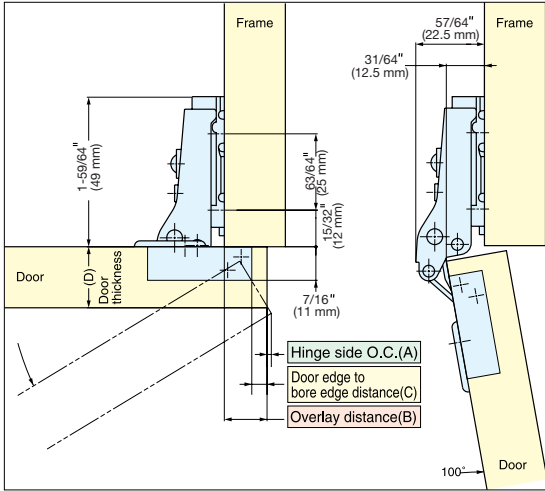 Frame
57/64"
(22.5 mm)
Frame
31/64"
(12.5 mm)
1-59/64"
(49 mm)
63/64"
(25 mm)
15/32"
(12 mm)
Door
(D)
Door
thickness
7/16"
(11 mm)
Hinge side O.C.(A)
Door edge to
bore edge distance(C)
Overlay distance(B)
100°
Door